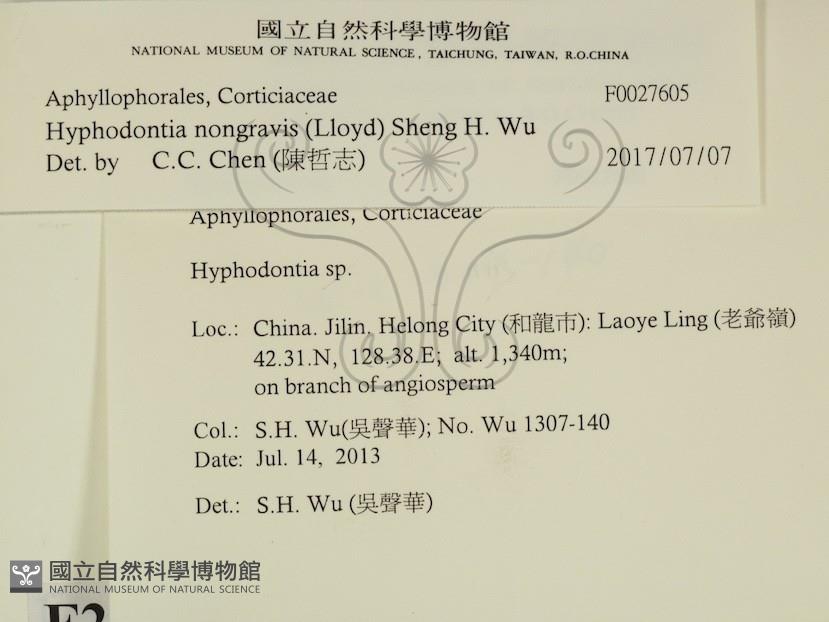 國立自然科學博物館
NATIONAL MUSEUM OF NATURAL SCIENCE, TAICHUNG, TAIWAN, R.O.CHINA
Aphyllophorales, Corticiaceae F0027605
Hyphodontia nongravis (Lloyd) Sheng H. Wu
Det. by C.C. Chen (陳哲志) 2017/07/07
Aphyllophorales, Corticiaceae
Hyphodontia sp.
Loc.: China. Jilin. Helong City (和龍市): Laoye Ling (老爺嶺)
42.31.N, 128.38.E; alt. 1,340m;
on branch of angiosperm
Col.: S.H. Wu(吳聲華); No. Wu 1307-140
Date: Jul. 14, 2013
Det.: S.H. Wu (吳聲華)
國立自然科學博物館
NATIONAL MUSEUM OF NATURAL SCIENCE